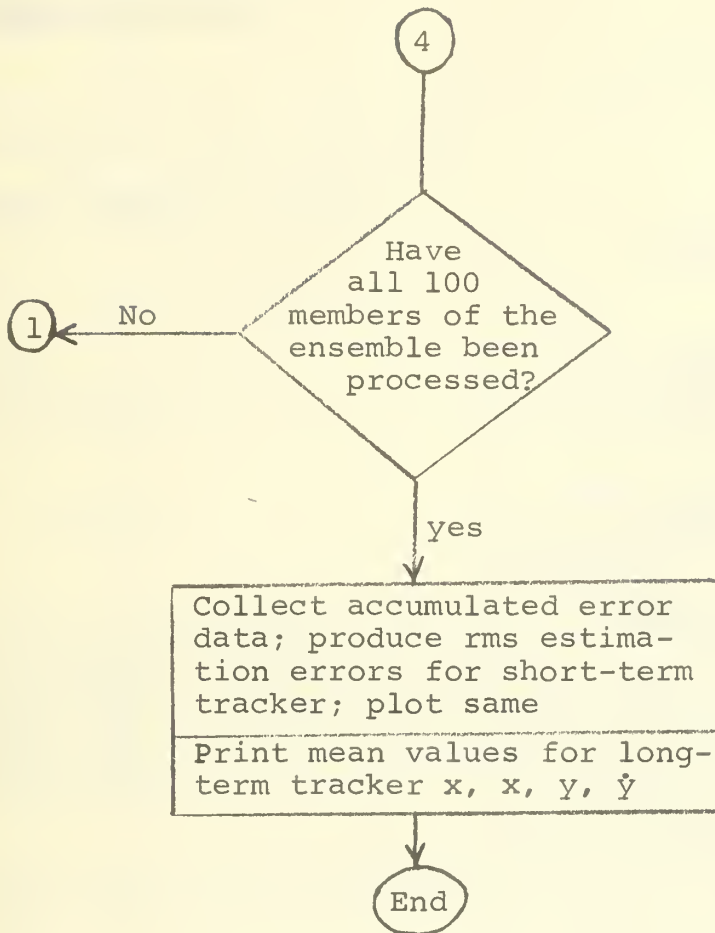 4
Have
all 100
members of the
ensemble been
processed?
No
1
yes
Collect accumulated error
data; produce rms estima-
tion errors for short-term
tracker; plot same
Print mean values for long-
term tracker x, x, y, ẏ
End